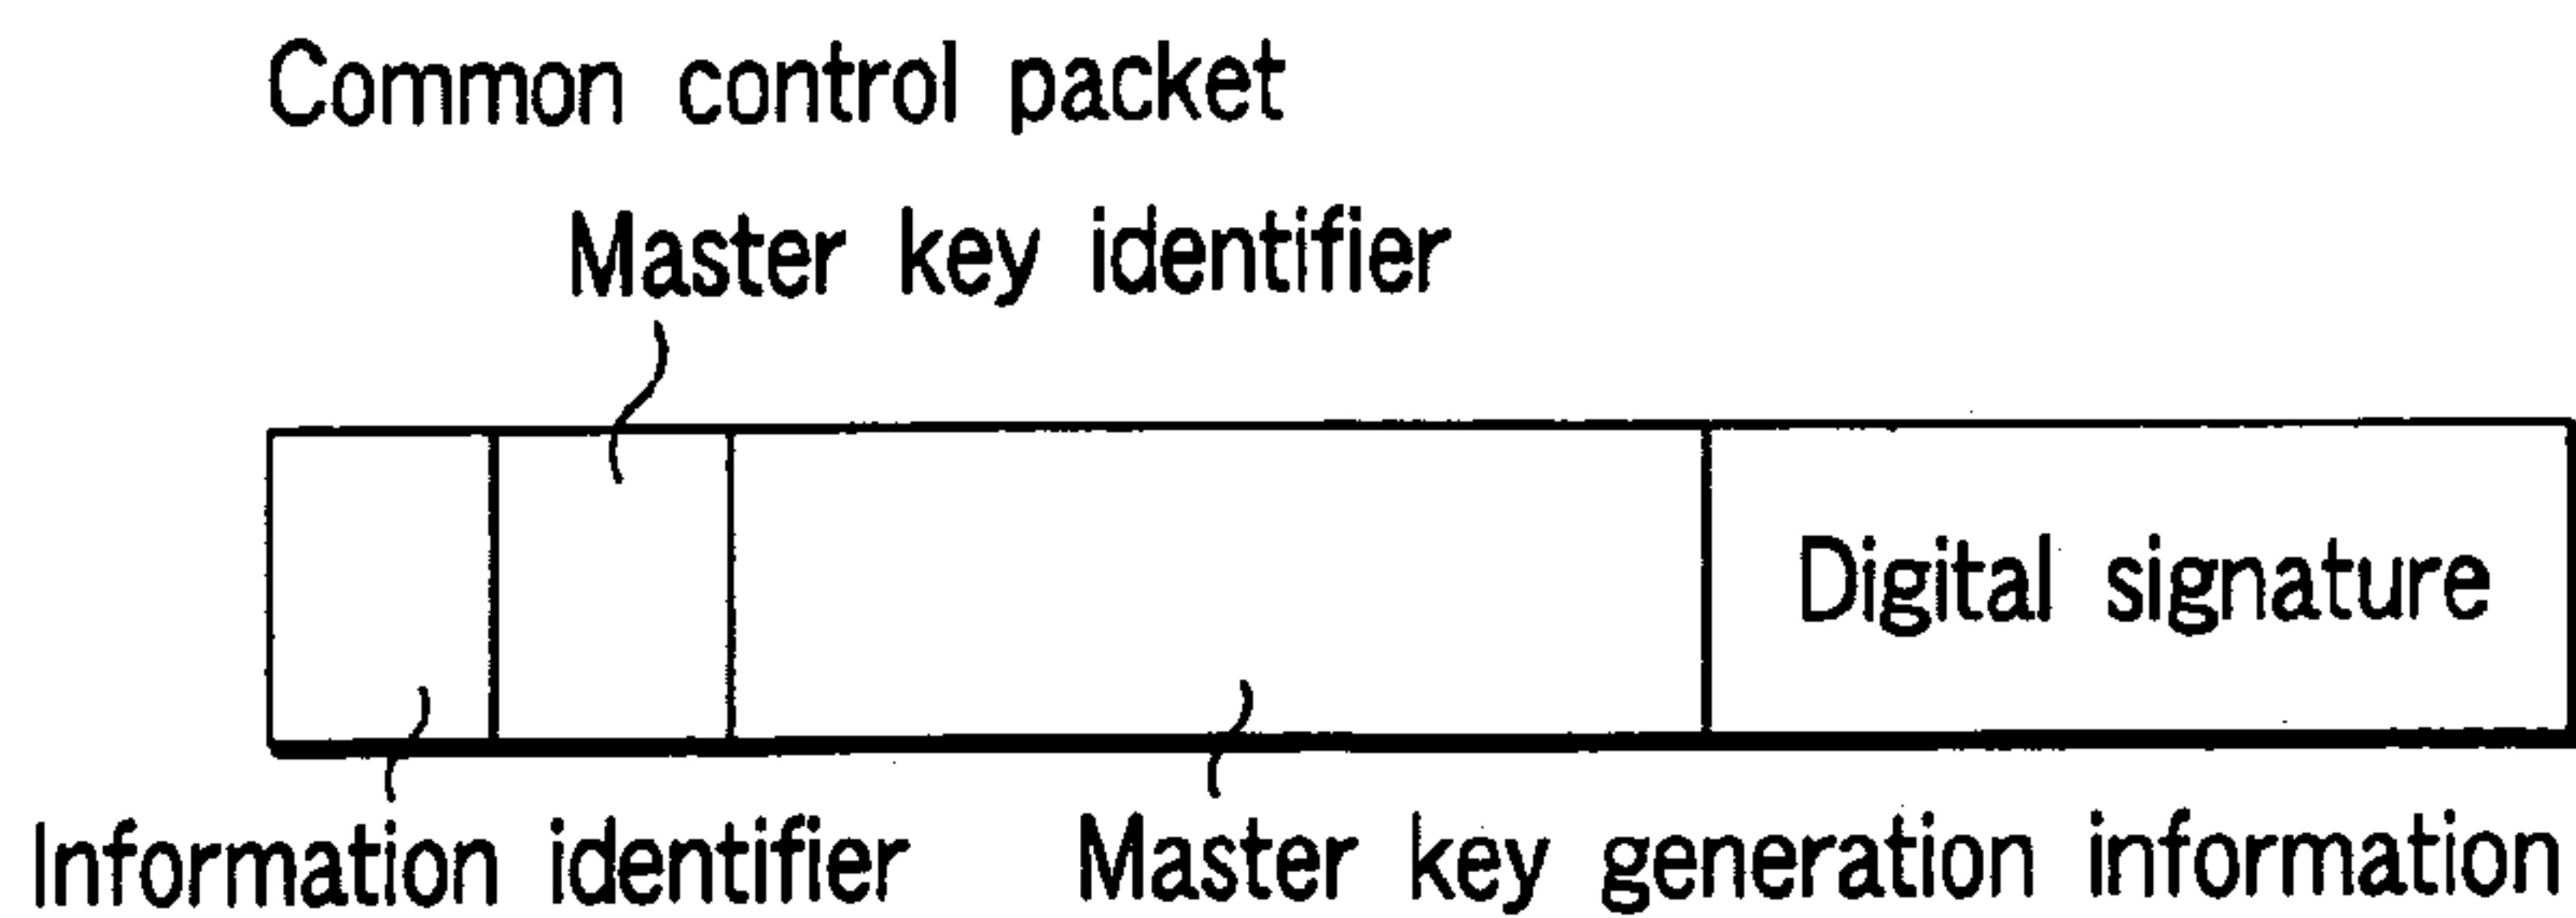 Common control packet
Master key identifier
Digital signature
Information identifier
Master key generation information